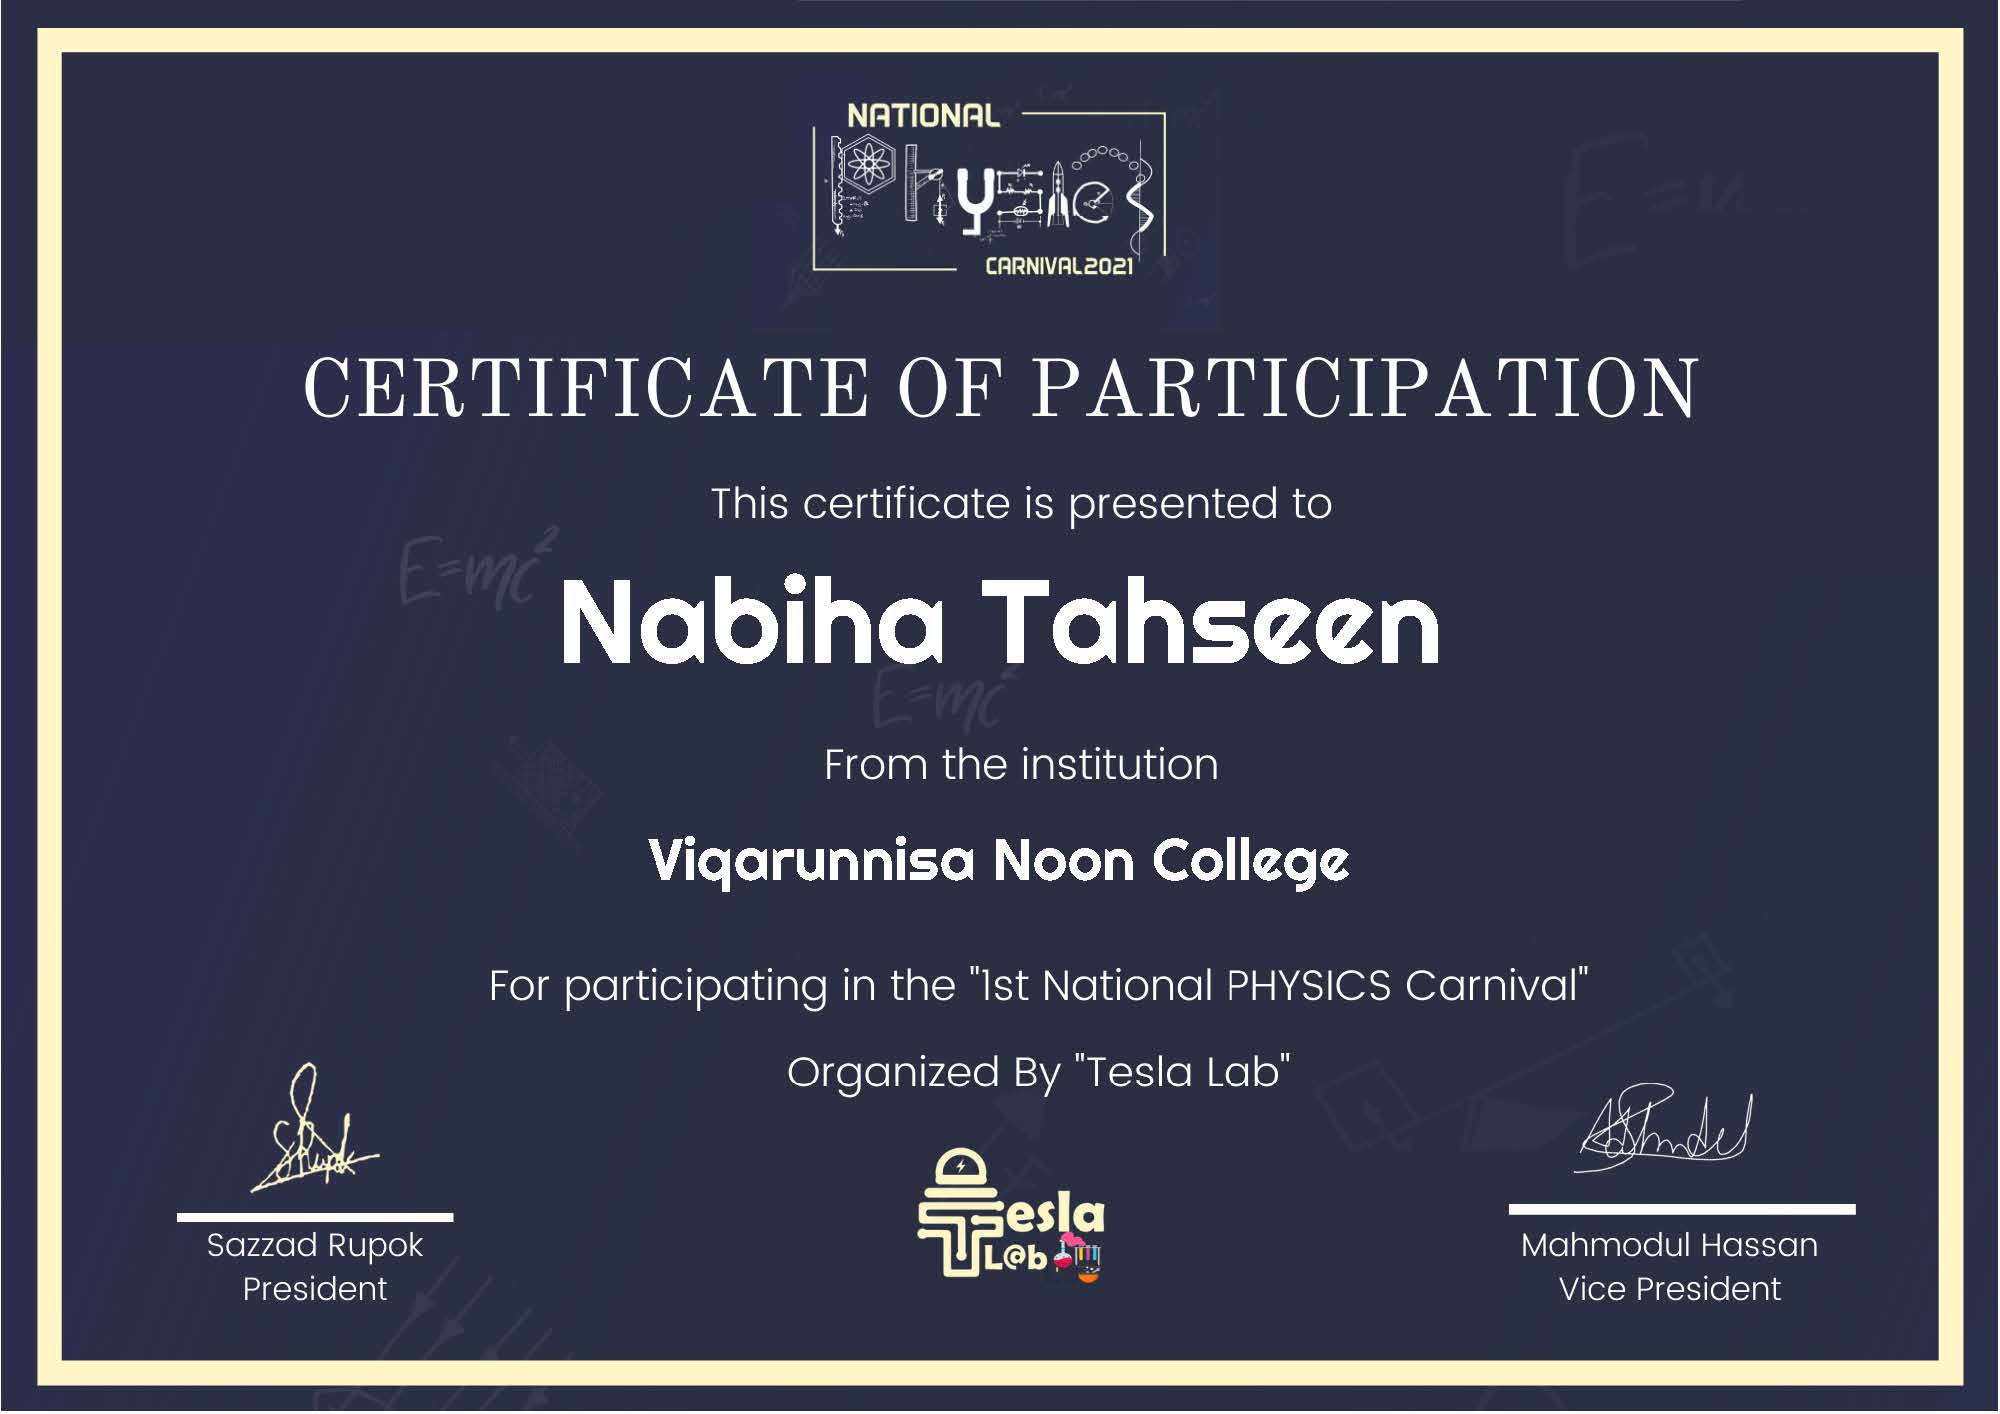 NATIONAL
Physics
CARNIVAL2021
CERTIFICATE OF PARTICIPATION
This certificate is presented to
E=mc²
Nabiha Tahseen
E=mc²
From the institution
Viqarunnisa Noon College
For participating in the "1st National PHYSICS Carnival"
Organized By "Tesla Lab"
Tesla
L@b
Sazzad Rupok
President
Mahmodul Hassan
Vice President